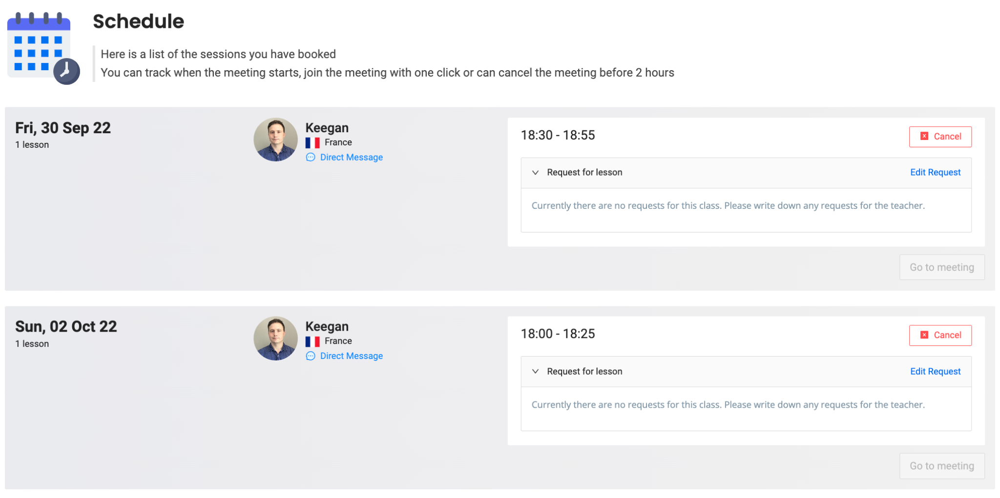 Schedule
Here is a list of the sessions you have booked
You can track when the meeting starts, join the meeting with one click or can cancel the meeting before 2 hours
Fri, 30 Sep 22
1 lesson
Keegan
France
Direct Message
18:30 - 18:55
Cancel
Request for lesson
Edit Request
Currently there are no requests for this class. Please write down any requests for the teacher.
Go to meeting
Sun, 02 Oct 22
1 lesson
Keegan
France
Direct Message
18:00 - 18:25
Cancel
Request for lesson
Edit Request
Currently there are no requests for this class. Please write down any requests for the teacher.
Go to meeting